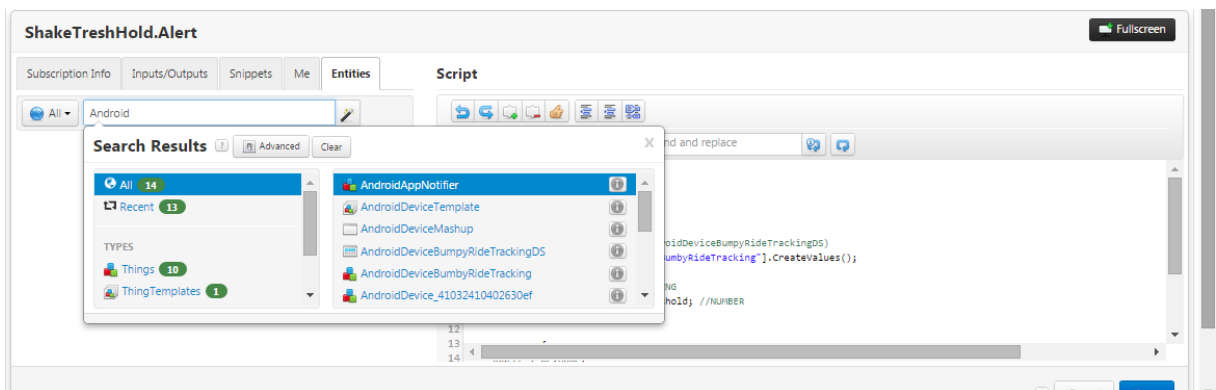 ShakeTreshHold.Alert
Fullscreen
Subscription Info Inputs/Outputs Snippets Me Entities
Script
All
Android
Search Results ? Advanced Clear X
nd and replace
All 14
Recent 13
TYPES
Things 10
ThingTemplates 1
AndroidAppNotifier
AndroidDeviceTemplate
AndroidDeviceMashup
AndroidDeviceBumpyRideTrackingDS
AndroidDeviceBumbyRideTracking
AndroidDevice_41032410402630ef
oidDeviceBumpyRideTrackingDS)
umbyRideTracking"].CreateValues();
NG
hold; //NUMBER
12
13
14